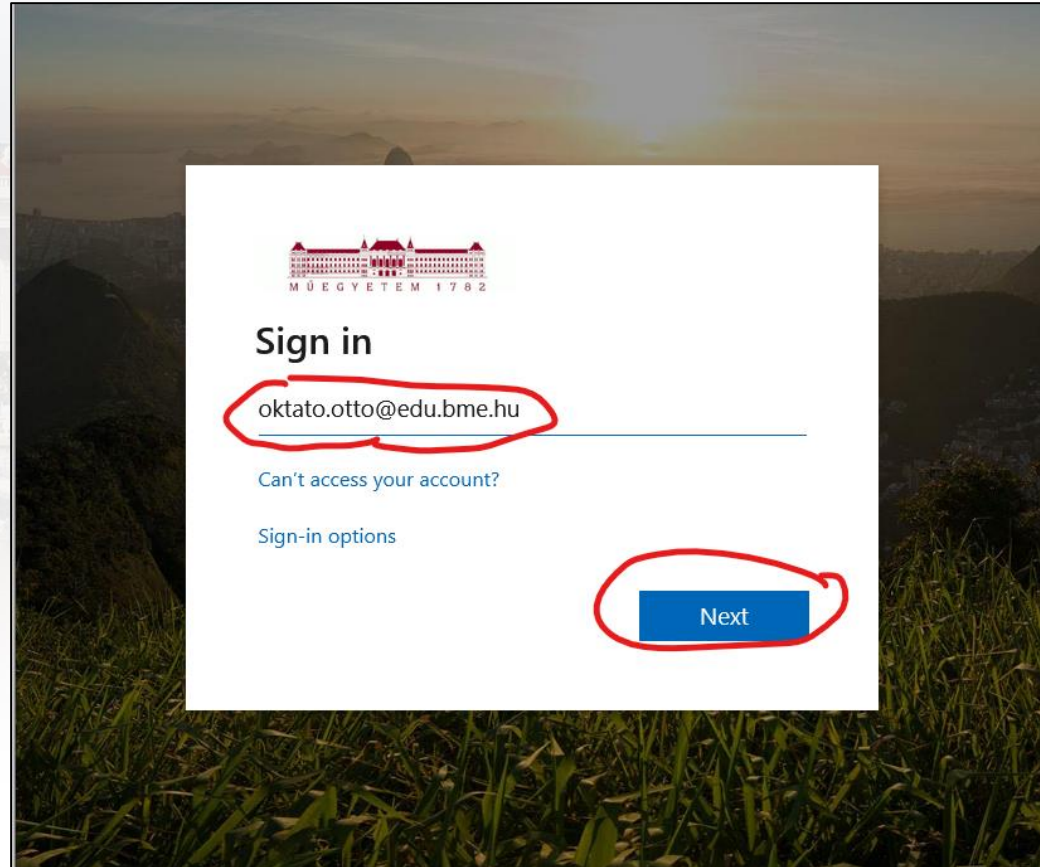 MŰEGYETEM 1782
Sign in
oktato.otto@edu.bme.hu
Can't access your account?
Sign-in options
Next